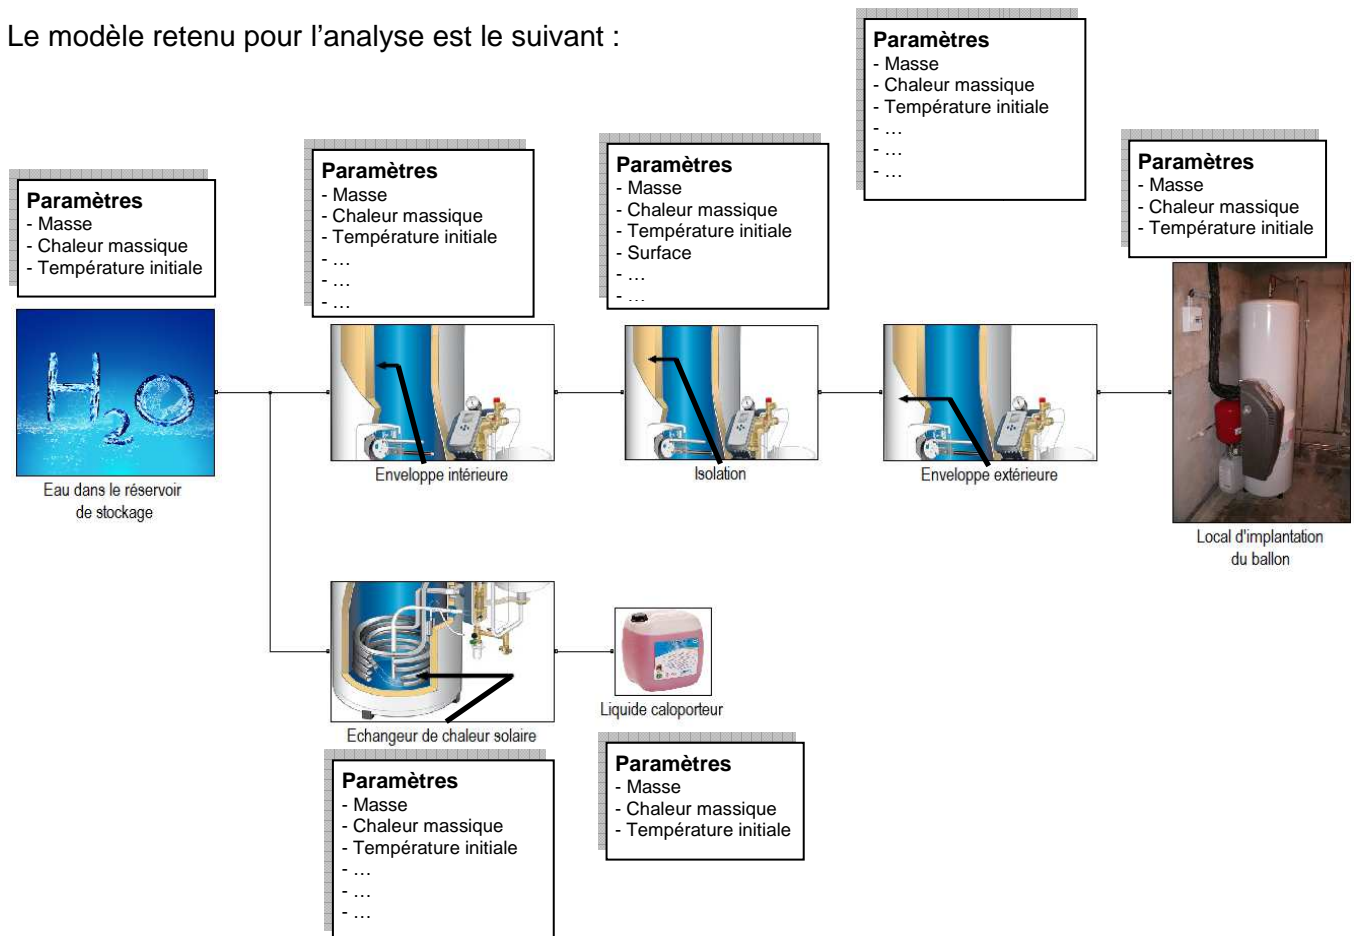 Le modèle retenu pour l'analyse est le suivant :
Paramètres
- Masse
- Chaleur massique
- Température initiale
- ...
- ...
- ...
Paramètres
- Masse
- Chaleur massique
- Température initiale
Paramètres
- Masse
- Chaleur massique
- Température initiale
- ...
- ...
- ...
Paramètres
- Masse
- Chaleur massique
- Température initiale
- Surface
- ...
- ...
Paramètres
- Masse
- Chaleur massique
- Température initiale
H2O
Eau dans le réservoir
de stockage
Enveloppe intérieure
Isolation
Enveloppe extérieure
Local d'implantation
du ballon
Echangeur de chaleur solaire
Liquide caloporteur
Paramètres
- Masse
- Chaleur massique
- Température initiale
- ...
- ...
- ...
Paramètres
- Masse
- Chaleur massique
- Température initiale